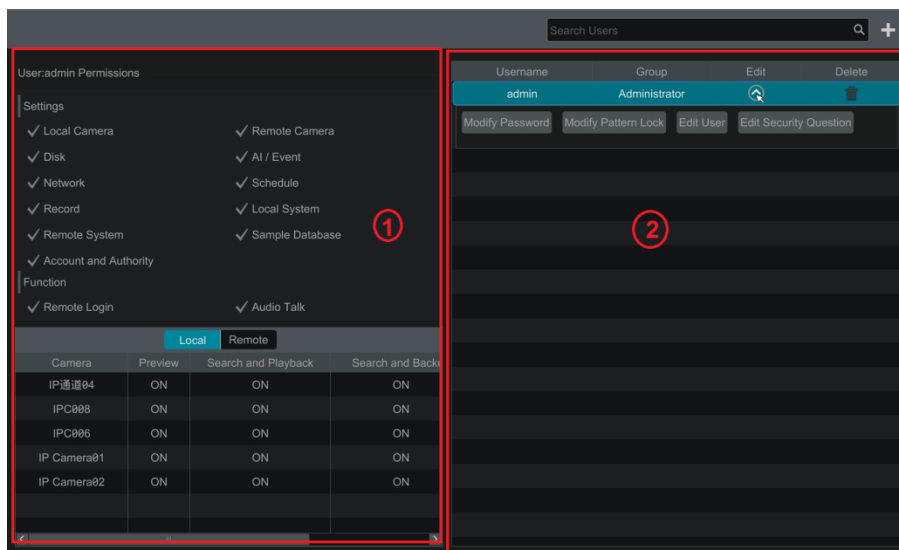 Search Users
User:admin Permissions
Settings
Local Camera Remote Camera
Disk AI / Event
Network Schedule
Record Local System
Remote System Sample Database
Account and Authority
Function
Remote Login Audio Talk
Local Remote
Camera Preview Search and Playback Search and Back
IP通道04 ON ON ON
IPC008 ON ON ON
IPC006 ON ON ON
IP Camera01 ON ON ON
IP Camera02 ON ON ON
1
Username Group Edit Delete
admin Administrator
Modify Password Modify Pattern Lock Edit User Edit Security Question
2